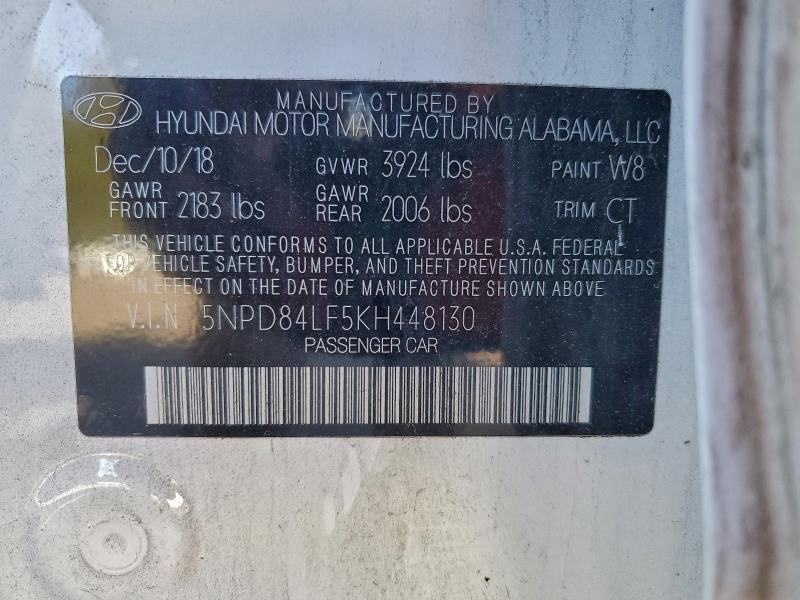 MANUFACTURED BY
HYUNDAI MOTOR MANUFACTURING ALABAMA, LLC
Dec/10/18 GVWR 3924 lbs PAINT W8
GAWR FRONT 2183 lbs GAWR REAR 2006 lbs TRIM CT
THIS VEHICLE CONFORMS TO ALL APPLICABLE U.S.A. FEDERAL
FOR VEHICLE SAFETY, BUMPER, AND THEFT PREVENTION STANDARDS
IN EFFECT ON THE DATE OF MANUFACTURE SHOWN ABOVE.
V.I.N 5NPD84LF5KH448130
PASSENGER CAR